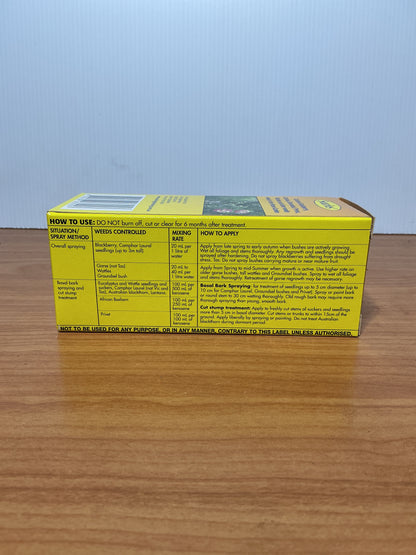 HOW TO USE: DO NOT burn off, cut or clear for 6 months after treatment.
SITUATION/ SPRAY METHOD
WEEDS CONTROLLED
MIXING RATE
HOW TO APPLY
Overall spraying
Blackberry, Camphor Laurel
seedlings (up to 3m tall)
20 mL per
1 litre of
water
Apply from late spring to early autumn when bushes are actively growing.
Wet all foliage and stems thoroughly. Any regrowth and seedlings should be
sprayed after hardening. Do not spray blackberries suffering from drought
stress. Tas: Do not spray bushes carrying mature or near mature fruit.
Gorse (not Tas)
Wattles
Groundsel bush
20 mL to
40 mL per
1 litre water
Apply from Spring to mid-Summer when growth is active. Use higher rate on
older gorse bushes, tall wattles and Groundsel bushes. Spray to wet all foliage
and stems thoroughly. Retreatment of gorse regrowth may be necessary.
Basal bark
spraying and
cut stump
treatment
Eucalyptus and Wattle seedlings and
suckers, Camphor Laurel (not Vic and
Tas), Australian blackthorn, Lantana
100 mL per
500 mL of
kerosene
African Boxthorn
100 mL per
250 mL of
kerosene
Privet
100 mL per
100 mL of
kerosene
Basal Bark Spraying: for treatment of seedlings up to 5 cm diameter (up to
10 cm for Camphor Laurel, Groundsel bushes and Privet). Spray or paint bark
around stem to 30 cm wetting thoroughly. Old rough bark may require more
thorough spraying than young, smooth bark.
Cut stump treatment: Apply to freshly cut stems of suckers and seedlings
more than 5 cm in basal diameter. Cut stems or trunks to within 15cm of the
ground. Apply liberally by spraying or painting. Do not treat Australian
blackthorn during dormant period.
NOT TO BE USED FOR ANY PURPOSE, OR IN ANY MANNER, CONTRARY TO THIS LABEL UNLESS AUTHORISED.